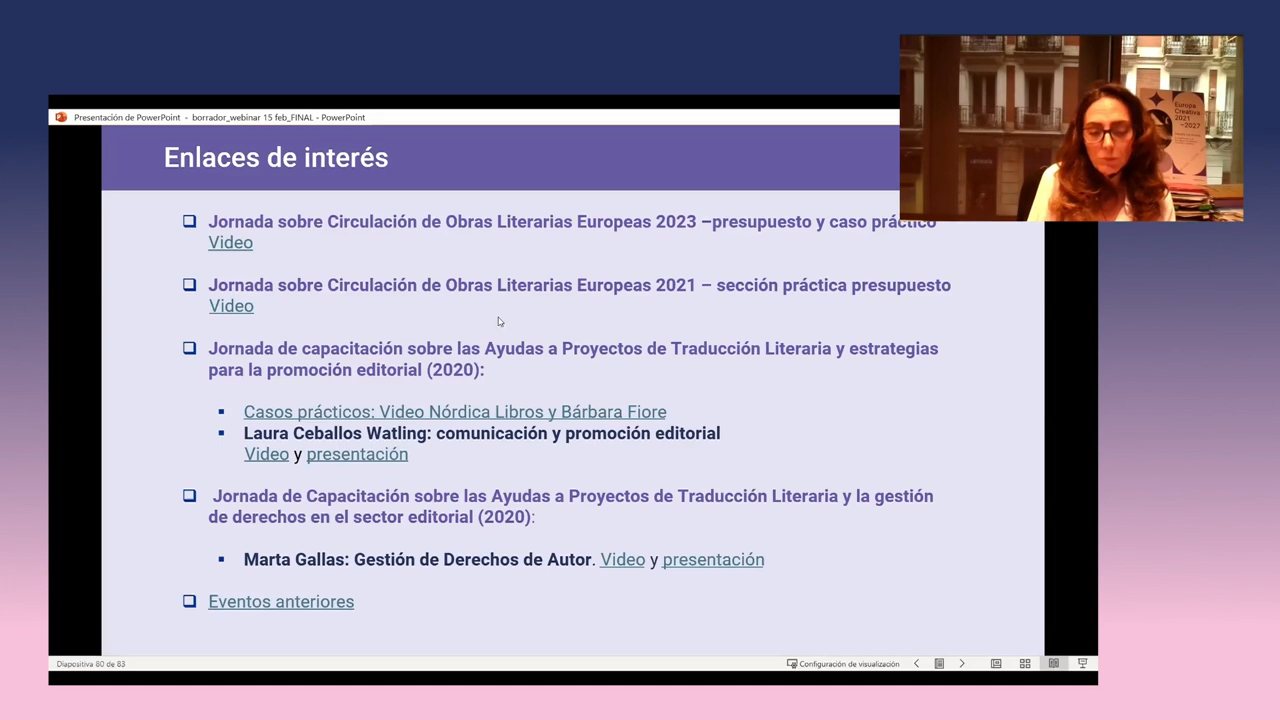 Presentación de PowerPoint - borrador_webinar 15 feb_FINAL - PowerPoint
Europa
Creativa
2021
-2027
Enlaces de interés
Jornada sobre Circulación de Obras Literarias Europeas 2023 –presupuesto y caso práctico
Video
Jornada sobre Circulación de Obras Literarias Europeas 2021 – sección práctica presupuesto
Video
Jornada de capacitación sobre las Ayudas a Proyectos de Traducción Literaria y estrategias
para la promoción editorial (2020):
Casos prácticos: Video Nórdica Libros y Bárbara Fiore
Laura Ceballos Watling: comunicación y promoción editorial
Video y presentación
Jornada de Capacitación sobre las Ayudas a Proyectos de Traducción Literaria y la gestión
de derechos en el sector editorial (2020):
Marta Gallas: Gestión de Derechos de Autor. Video y presentación
Eventos anteriores
Diapositiva 80 de 83
Configuración de visualización